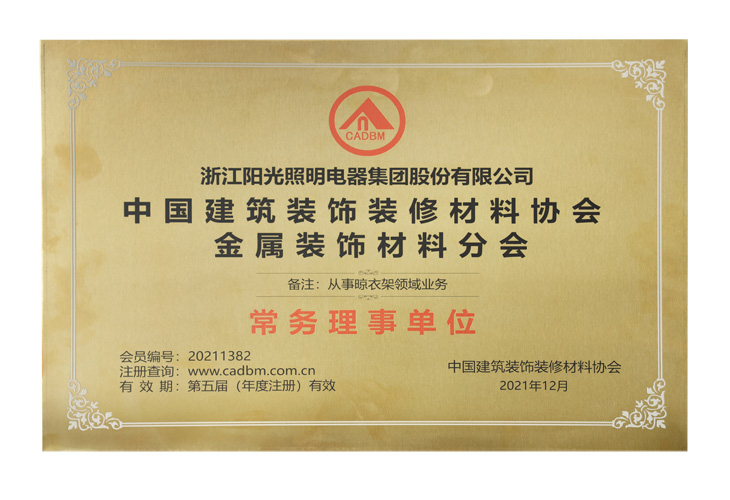 CADBM
浙江阳光照明电器集团股份有限公司
中国建筑装饰装修材料协会
金属装饰材料分会
备注：从事晾衣架领域业务
常务理事单位
会员编号：20211382
注册查询：www.cadbm.com.cn
有 效 期：第五届（年度注册）有效
中国建筑装饰装修材料协会
2021年12月